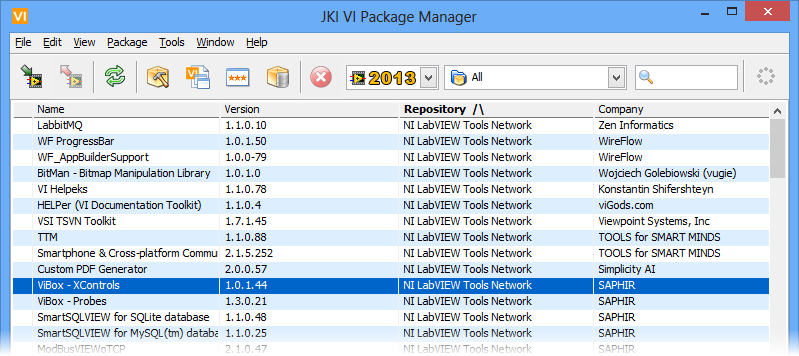 VI JKI VI Package Manager
File Edit View Package Tools Window Help
VI 2013 All
Name Version Repository /\ Company
LabbitMQ 1.1.0.10 NI LabVIEW Tools Network Zen Informatics
WF ProgressBar 1.0.1.50 NI LabVIEW Tools Network WireFlow
WF_AppBuilderSupport 1.0.0-79 NI LabVIEW Tools Network WireFlow
BitMan - Bitmap Manipulation Library 1.0.1.0 NI LabVIEW Tools Network Wojciech Golebiowski (vugie)
VI Helpeks 1.1.0.78 NI LabVIEW Tools Network Konstantin Shifershteyn
HELPer (VI Documentation Toolkit) 1.1.0.4 NI LabVIEW Tools Network viGods.com
VSI TSVN Toolkit 1.7.1.45 NI LabVIEW Tools Network Viewpoint Systems, Inc
TTM 1.1.0.88 NI LabVIEW Tools Network TOOLS for SMART MINDS
Smartphone & Cross-platform Commu 2.1.5.252 NI LabVIEW Tools Network TOOLS for SMART MINDS
Custom PDF Generator 2.0.0.57 NI LabVIEW Tools Network Simplicity AI
ViBox - XControls 1.0.1.44 NI LabVIEW Tools Network SAPHIR
ViBox - Probes 1.3.0.21 NI LabVIEW Tools Network SAPHIR
SmartSQLVIEW for SQLite database 1.1.0.48 NI LabVIEW Tools Network SAPHIR
SmartSQLVIEW for MySQL(tm) databa 1.1.0.25 NI LabVIEW Tools Network SAPHIR
ModBusVIEWoTCP 2.1.0.47 NI LabVIEW Tools Network SAPHIR